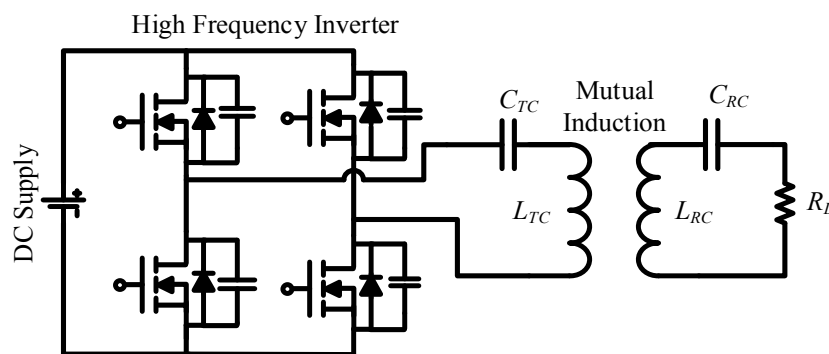 High Frequency Inverter
DC Supply
C_TC
Mutual
Induction
C_RC
L_TC
L_RC
R_L